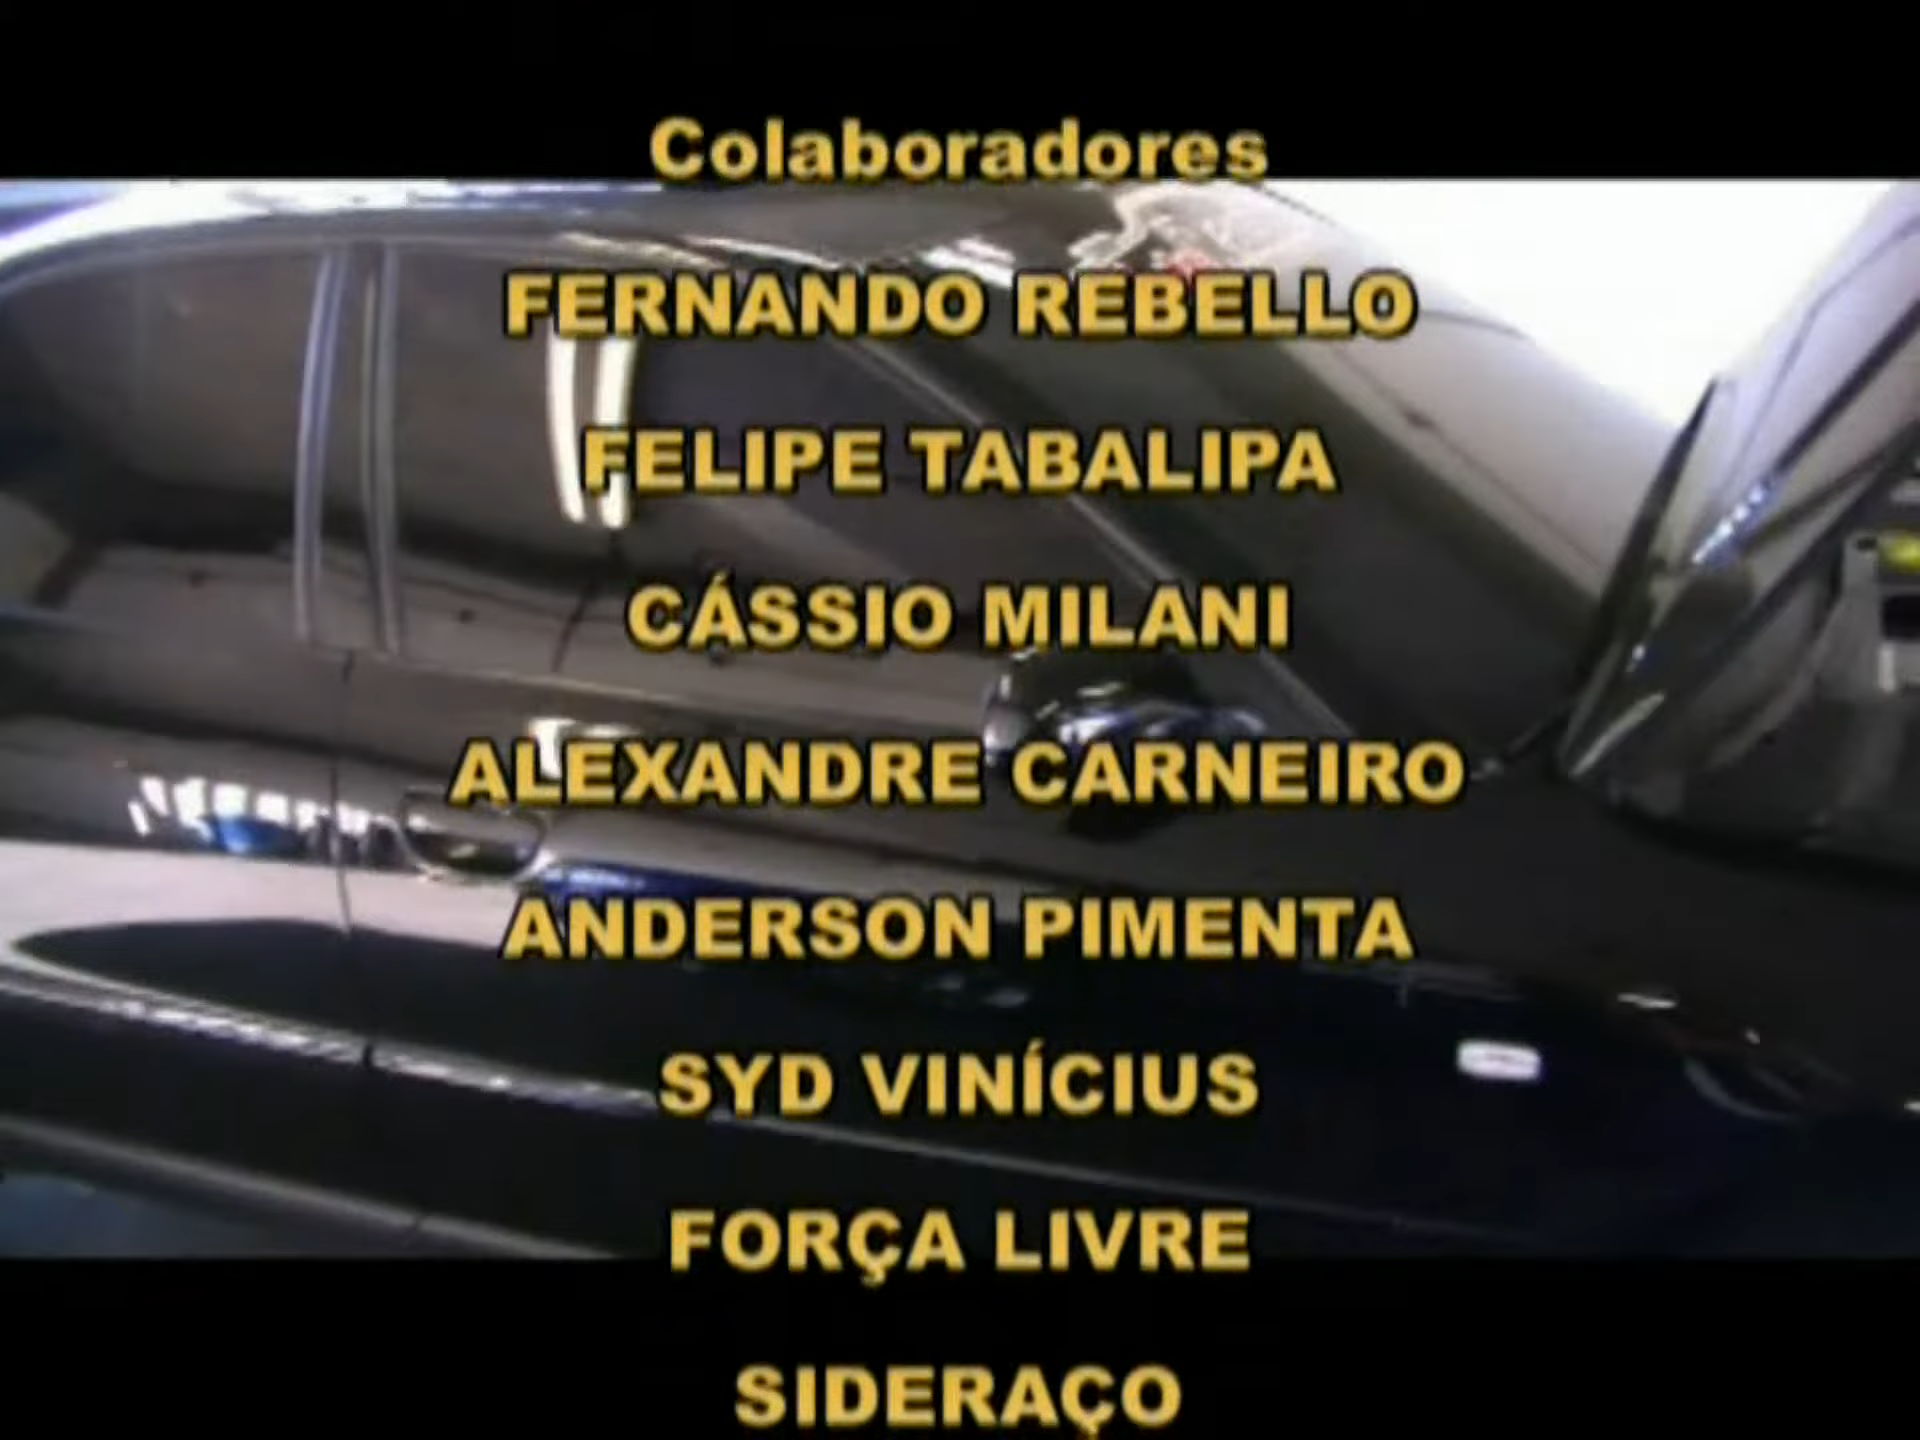 Colaboradores
FERNANDO REBELLO
FELIPE TABALIPA
CÁSSIO MILANI
ALEXANDRE CARNEIRO
ANDERSON PIMENTA
SYD VINÍCIUS
FORÇA LIVRE
SIDERAÇO